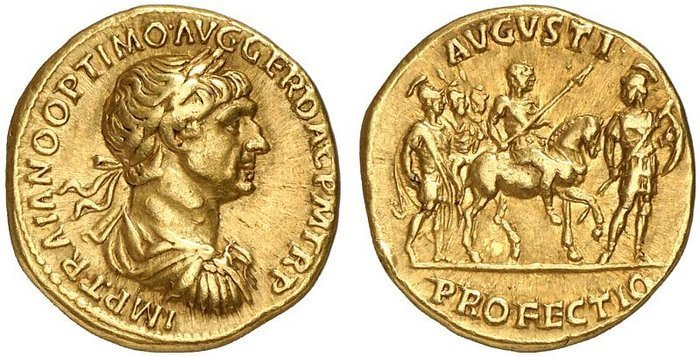 IMP TRAIANO OPTIMO·AVG GER DAC P M TR P
AVGVSTI·
PROFECTIO